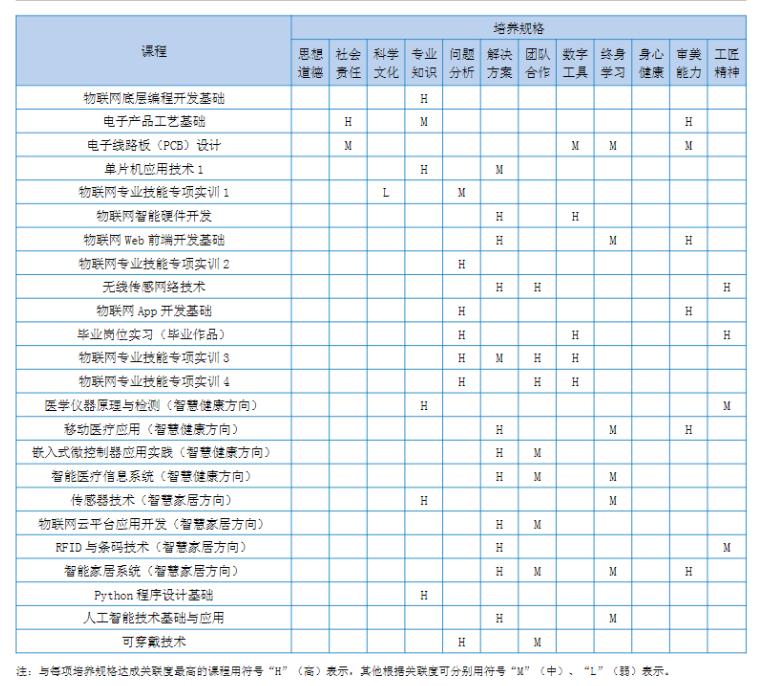 课程 培养规格
思想道德 社会责任 科学文化 专业知识 问题分析 解决方案 团队合作 数字工具 终身学习 身心健康 审美能力 工匠精神
物联网底层编程开发基础 H
电子产品工艺基础 H M H
电子线路板（PCB）设计 M M M M
单片机应用技术1 H M
物联网专业技能专项实训1 L M
物联网智能硬件开发 H H
物联网Web前端开发基础 H M H
物联网专业技能专项实训2 H
无线传感网络技术 H H H
物联网App开发基础 H H
毕业岗位实习（毕业作品） H H H
物联网专业技能专项实训3 H M H H
物联网专业技能专项实训4 H H H
医学仪器原理与检测（智慧健康方向） H M
移动医疗应用（智慧健康方向） H M H
嵌入式微控制器应用实践（智慧健康方向） H M
智能医疗信息系统（智慧健康方向） H M M
传感器技术（智慧家居方向） H M
物联网云平台应用开发（智慧家居方向） H M
RFID与条码技术（智慧家居方向） H M
智能家居系统（智慧家居方向） H M M H
Python程序设计基础 H
人工智能技术基础与应用 H M
可穿戴技术 H M
注：与每项培养规格达成关联度最高的课程用符号“H”（高）表示，其他根据关联度可分别用符号“M”（中）、“L”（弱）表示。